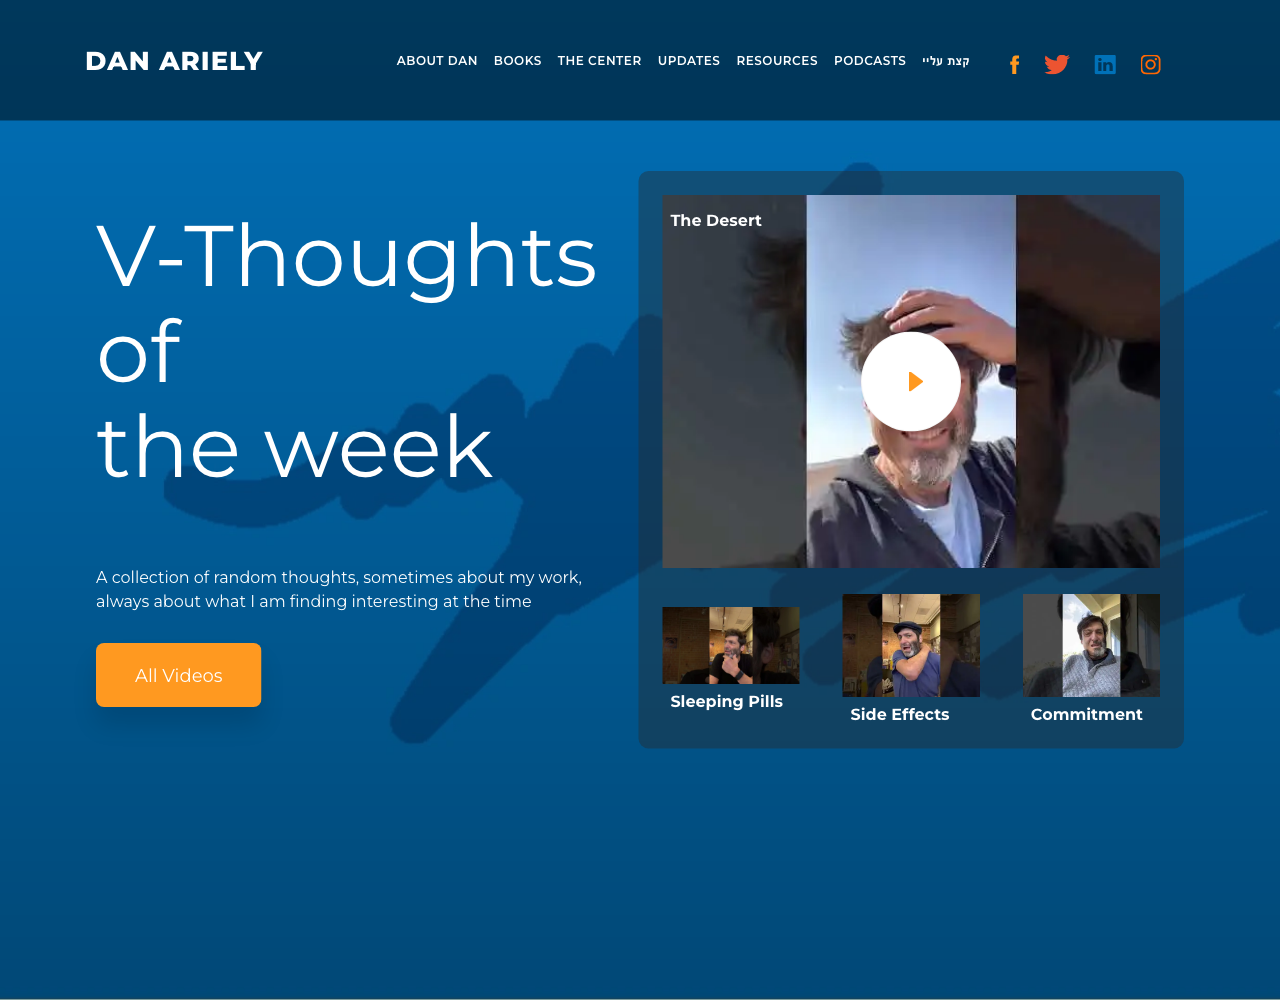 DAN ARIELY
ABOUT DAN BOOKS THE CENTER UPDATES RESOURCES PODCASTS קצת עליי
V-Thoughts
of
the week
A collection of random thoughts, sometimes about my work,
always about what I am finding interesting at the time
All Videos
The Desert
Sleeping Pills
Side Effects
Commitment